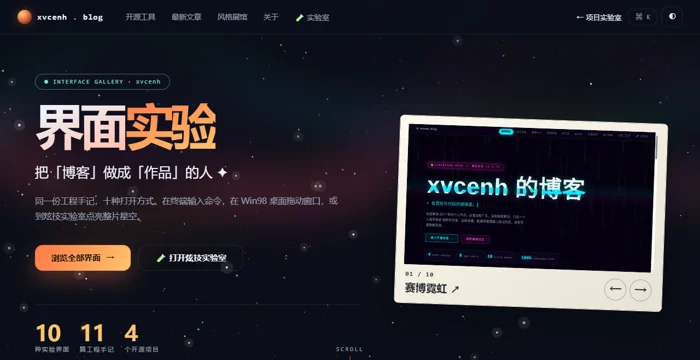 xvcenh . blog
开源工具
最新文章
风格展馆
关于
实验室
← 项目实验室
⌘ K
INTERFACE GALLERY · xvcenh
界面实验
把「博客」做成「作品」的人 ✦
同一份工程手记，十种打开方式。在终端输入命令，在 Win98 桌面拖动窗口，或
到炫技实验室点亮整片星空。
浏览全部界面 →
打开炫技实验室
10
种实验界面
11
篇工程手记
4
个开源项目
SCROLL
xvcenh 的博客
01 / 10
赛博霓虹 ↗
← →